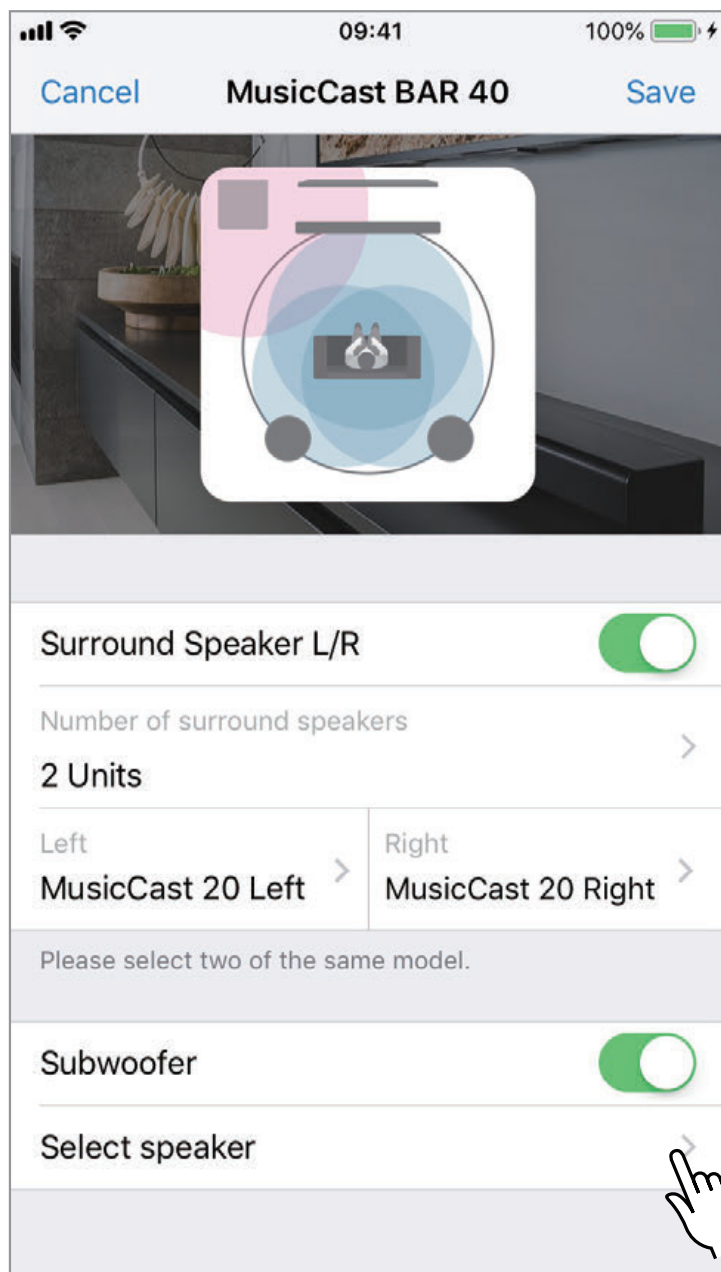 09:41 100%
Cancel MusicCast BAR 40 Save
Surround Speaker L/R
Number of surround speakers
2 Units
Left Right
MusicCast 20 Left MusicCast 20 Right
Please select two of the same model.
Subwoofer
Select speaker